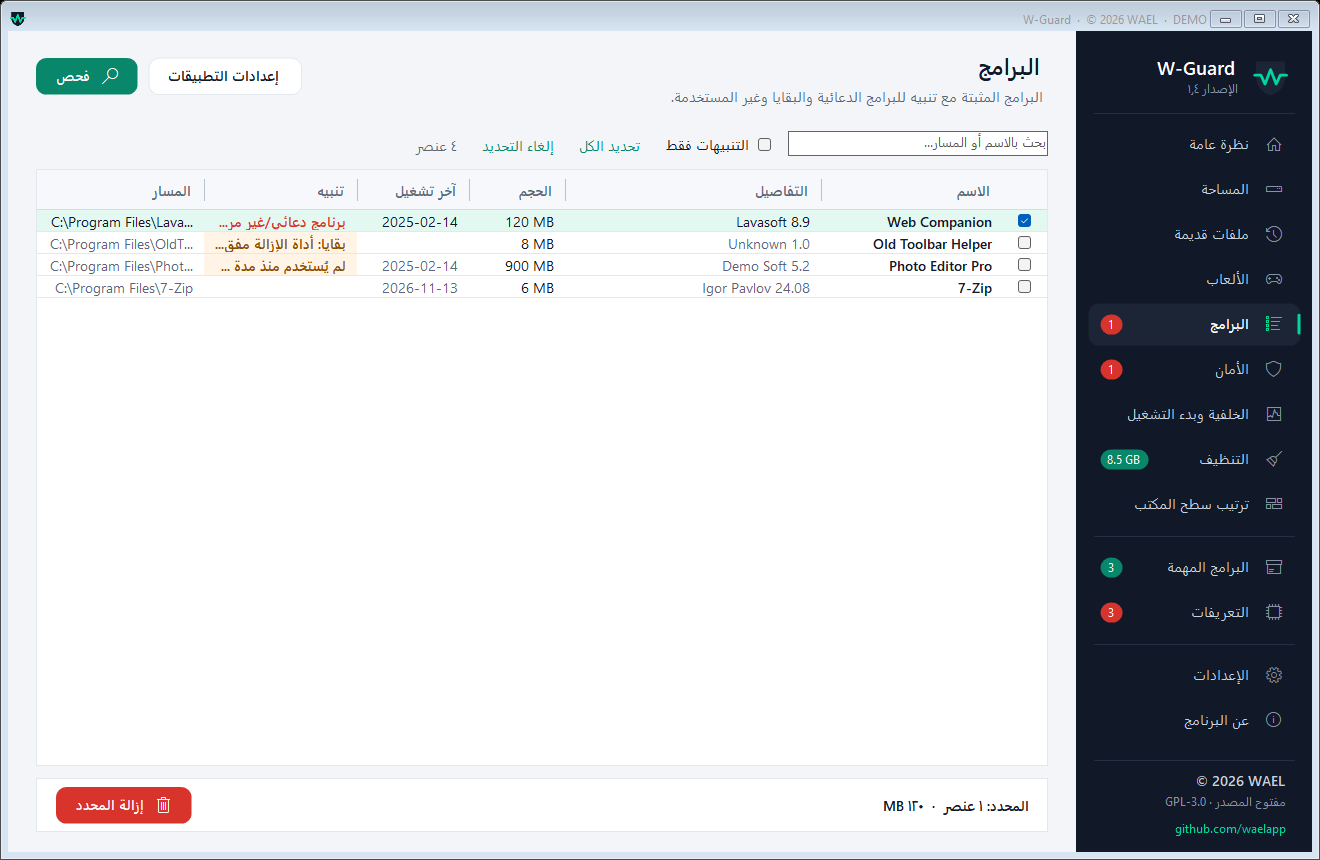 W-Guard · © 2026 WAEL · DEMO
W-Guard
الإصدار ١,٤
نظرة عامة
المساحة
ملفات قديمة
الألعاب
البرامج 1
الأمان 1
الخلفية وبدء التشغيل
التنظيف 8.5 GB
ترتيب سطح المكتب
البرامج المهمة 3
التعريفات 3
الإعدادات
عن البرنامج
© 2026 WAEL
مفتوح المصدر · GPL-3.0
github.com/waelapp
البرامج
البرامج المثبتة مع تنبيه للبرامج الدعائية والبقايا وغير المستخدمة.
إعدادات التطبيقات
فحص
بحث بالاسم أو المسار...
التنبيهات فقط
تحديد الكل
إلغاء التحديد
٤ عنصر
الاسم التفاصيل الحجم آخر تشغيل تنبيه المسار
Web Companion Lavasoft 8.9 120 MB 2025-02-14 برنامج دعائي/غير مر... C:\Program Files\Lava...
Old Toolbar Helper Unknown 1.0 8 MB بقايا: أداة الإزالة مفق... C:\Program Files\OldT...
Photo Editor Pro Demo Soft 5.2 900 MB 2025-02-14 لم يُستخدم منذ مدة ... C:\Program Files\Phot...
7-Zip Igor Pavlov 24.08 6 MB 2026-11-13 C:\Program Files\7-Zip
المحدد: ١ عنصر · ١٢٠ MB
إزالة المحدد